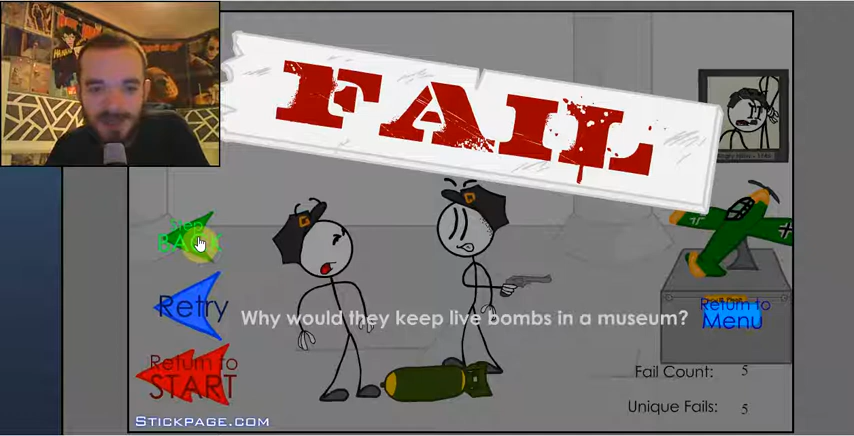 FAIL
Step
BACK
Retry
Why would they keep live bombs in a museum?
Return to
Menu
Return to
START
Fail Count: 5
Unique Fails: 5
STICKPAGE.COM